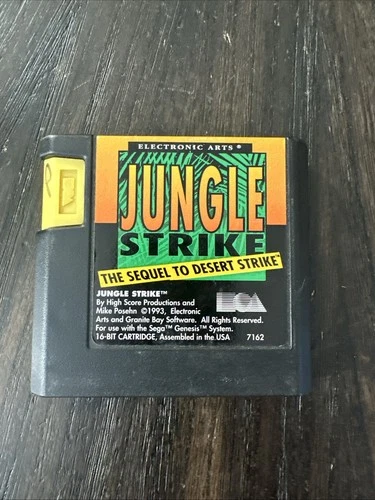 ELECTRONIC ARTS®
JUNGLE
STRIKE
THE SEQUEL TO DESERT STRIKE™
JUNGLE STRIKE™
By High Score Productions and
Mike Posehn ©1993, Electronic
Arts and Granite Bay Software. All Rights Reserved.
For use with the Sega™ Genesis™ System.
16-BIT CARTRIDGE, Assembled in the USA 7162
EA